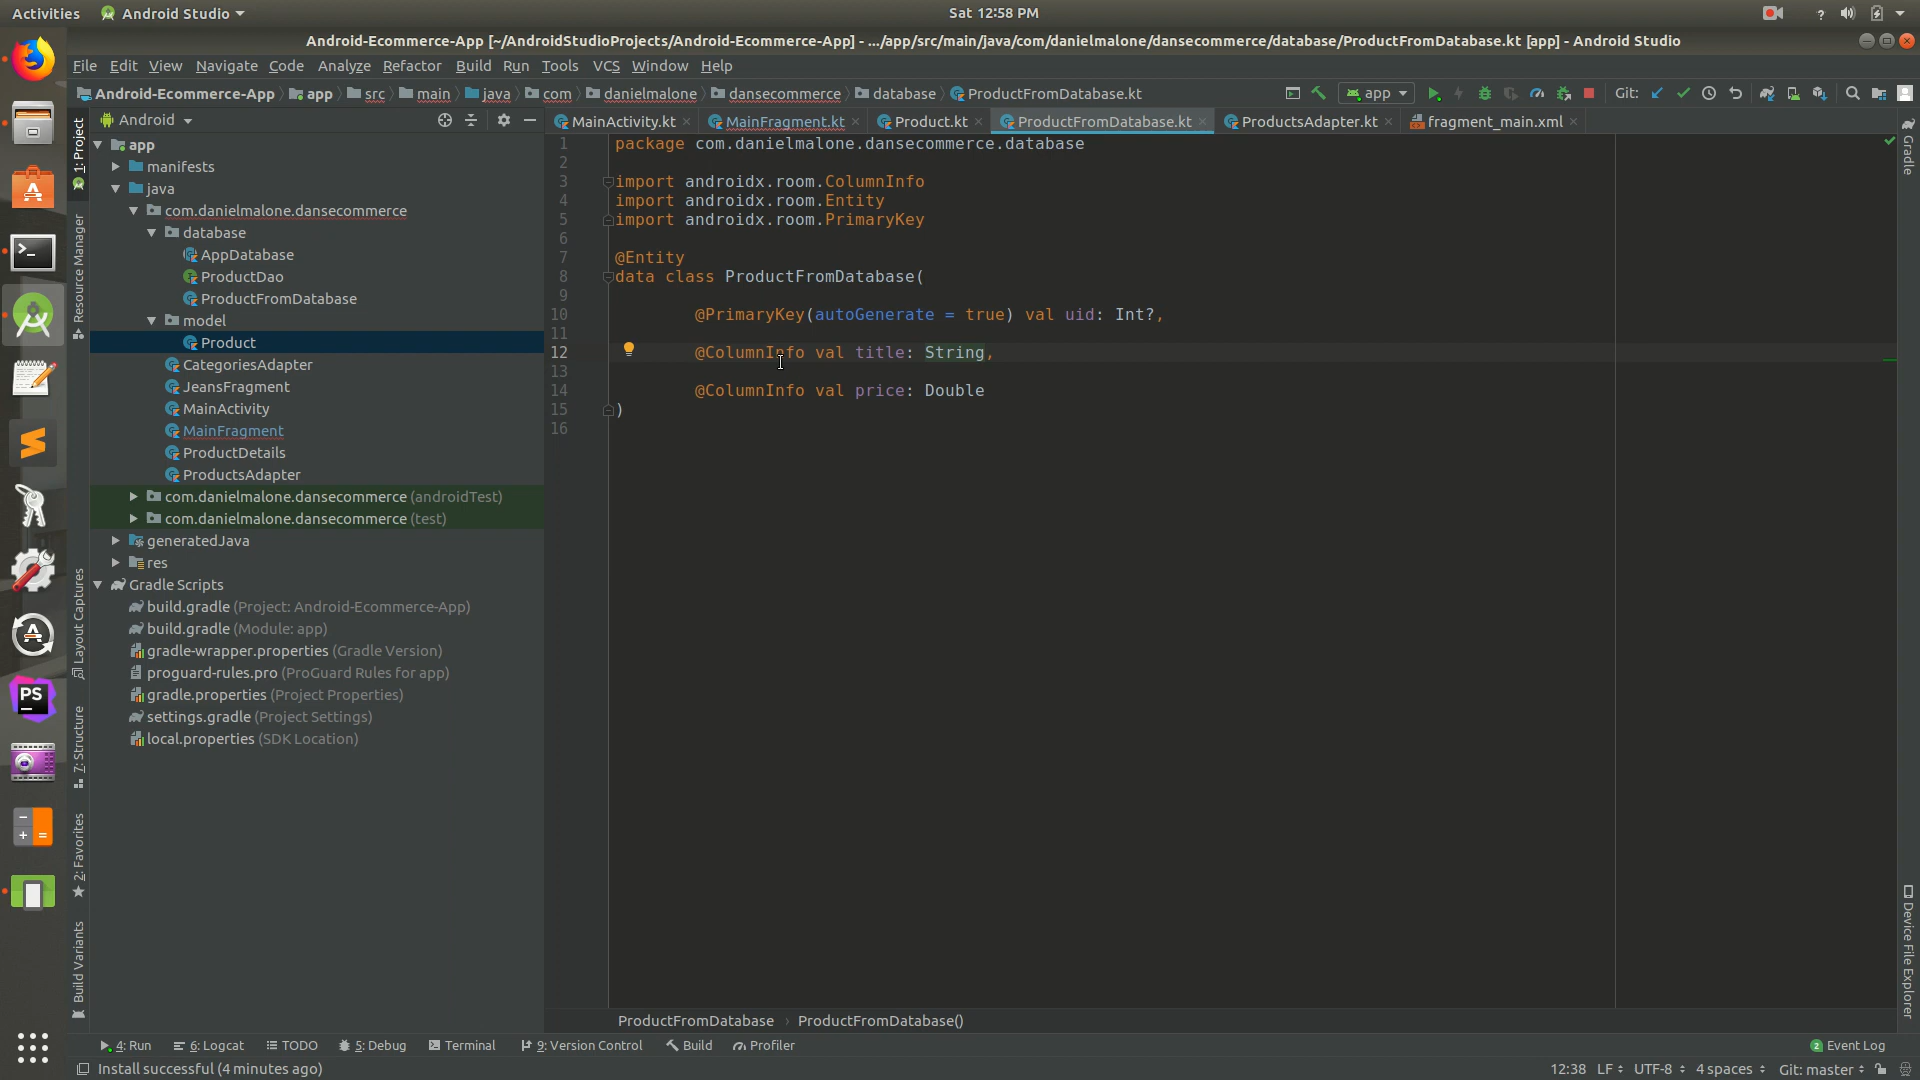 Activities Android Studio Sat 12:58 PM ?
Android-Ecommerce-App [~/AndroidStudioProjects/Android-Ecommerce-App] - .../app/src/main/java/com/danielmalone/dansecommerce/database/ProductFromDatabase.kt [app] - Android Studio
File Edit View Navigate Code Analyze Refactor Build Run Tools VCS Window Help
Android-Ecommerce-App app src main java com danielmalone dansecommerce database ProductFromDatabase.kt app Git:
Android
MainActivity.kt MainFragment.kt Product.kt ProductFromDatabase.kt ProductsAdapter.kt fragment_main.xml
1: Project
Resource Manager
Layout Captures
7: Structure
2: Favorites
Build Variants
app
manifests
java
com.danielmalone.dansecommerce
database
AppDatabase
ProductDao
ProductFromDatabase
model
Product
CategoriesAdapter
JeansFragment
MainActivity
MainFragment
ProductDetails
ProductsAdapter
com.danielmalone.dansecommerce (androidTest)
com.danielmalone.dansecommerce (test)
generatedJava
res
Gradle Scripts
build.gradle (Project: Android-Ecommerce-App)
build.gradle (Module: app)
gradle-wrapper.properties (Gradle Version)
proguard-rules.pro (ProGuard Rules for app)
gradle.properties (Project Properties)
settings.gradle (Project Settings)
local.properties (SDK Location)
1 package com.danielmalone.dansecommerce.database
2
3 import androidx.room.ColumnInfo
4 import androidx.room.Entity
5 import androidx.room.PrimaryKey
6
7 @Entity
8 data class ProductFromDatabase(
9
10 @PrimaryKey(autoGenerate = true) val uid: Int?,
11
12 @ColumnInfo val title: String,
13
14 @ColumnInfo val price: Double
15 )
16
Gradle
Device File Explorer
PS
ProductFromDatabase › ProductFromDatabase()
4: Run 6: Logcat TODO 5: Debug Terminal 9: Version Control Build Profiler 2 Event Log
Install successful (4 minutes ago) 12:38 LF UTF-8 4 spaces Git: master